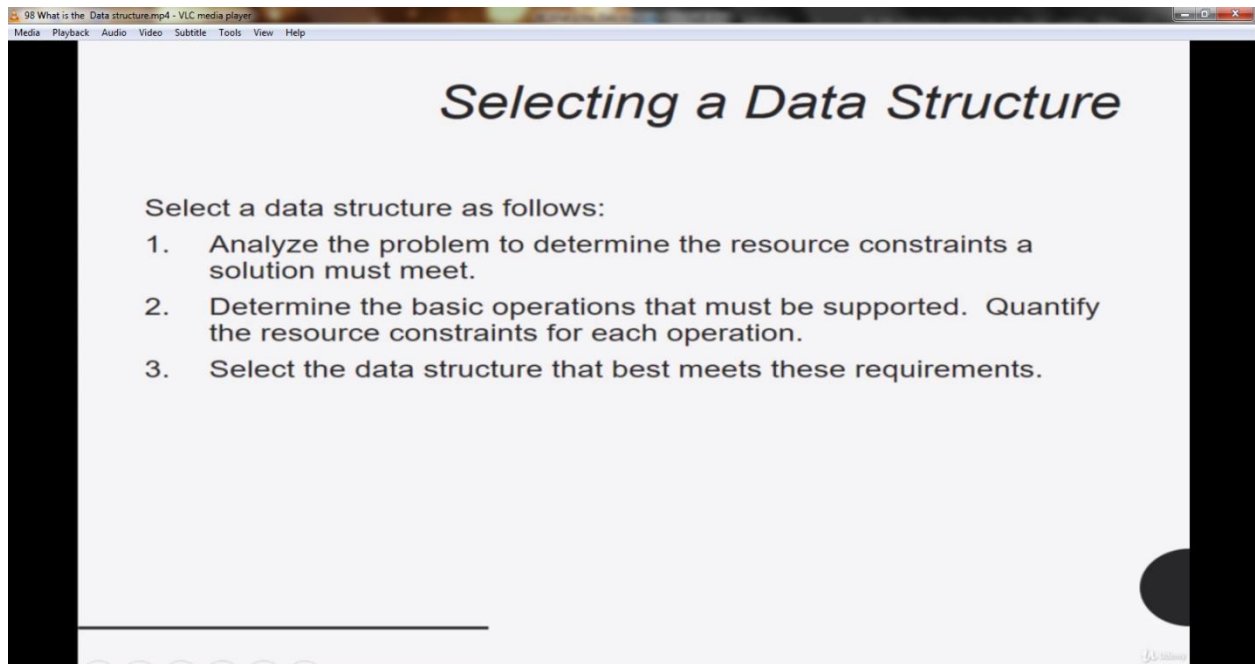 98 What is the Data structure.mp4 - VLC media player
Media Playback Audio Video Subtitle Tools View Help
Selecting a Data Structure
Select a data structure as follows:
1. Analyze the problem to determine the resource constraints a
solution must meet.
2. Determine the basic operations that must be supported. Quantify
the resource constraints for each operation.
3. Select the data structure that best meets these requirements.